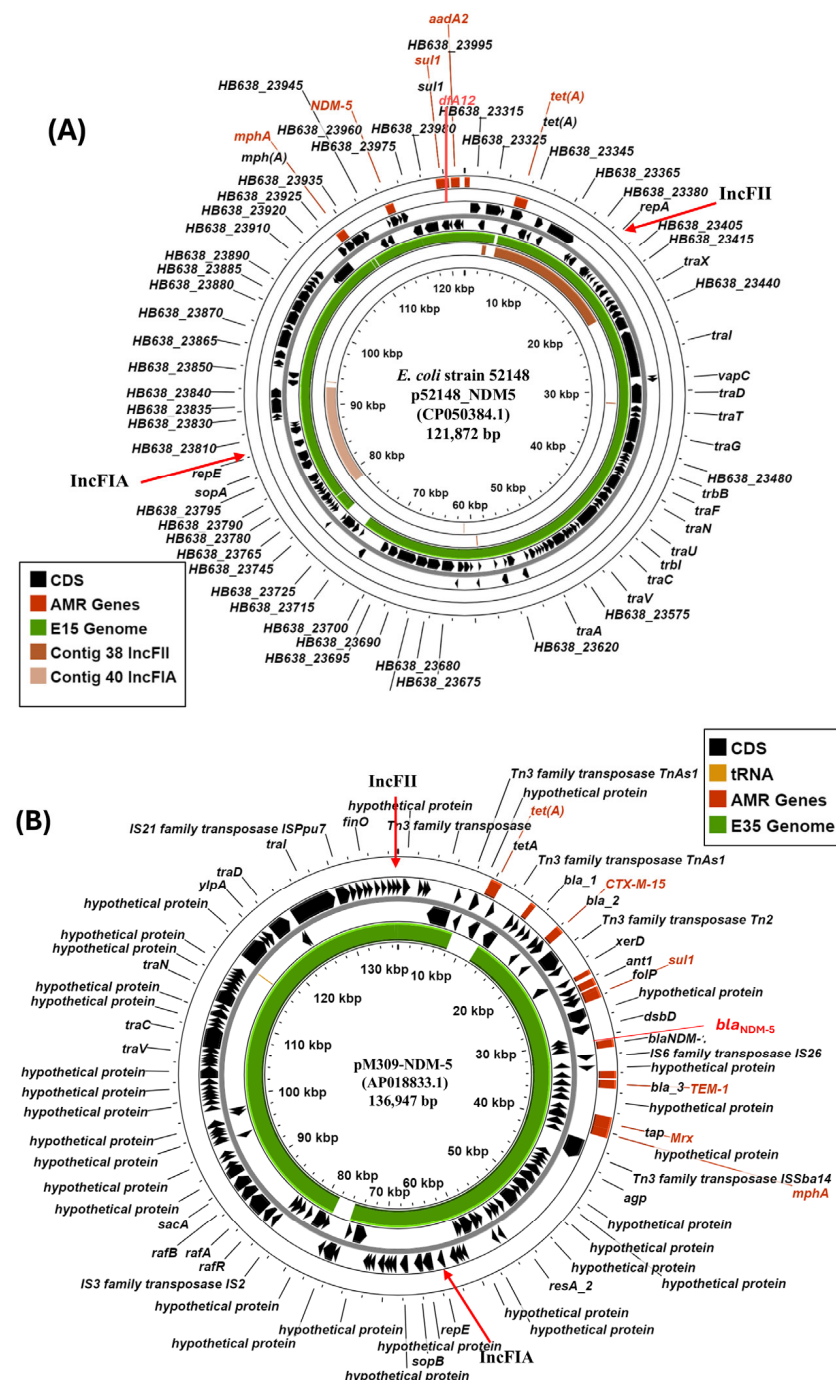 (A)
aadA2
HB638_23995
sul1
sul1
dfA12
HB638_23945
NDM-5
HB638_23960
HB638_23975
HB638_23980
HB638_23315
HB638_23325
tet(A)
tet(A)
HB638_23345
HB638_23365
HB638_23380
repA
IncFII
HB638_23405
HB638_23415
traX
HB638_23440
traI
vapC
traD
traT
traG
HB638_23480
trbB
traF
traN
traU
trbI
traC
traV
HB638_23575
traA
HB638_23620
HB638_23675
HB638_23680
HB638_23695
HB638_23690
HB638_23700
HB638_23715
HB638_23725
HB638_23745
HB638_23765
HB638_23780
HB638_23790
HB638_23795
sopA
repE
IncFIA
HB638_23810
HB638_23830
HB638_23835
HB638_23840
HB638_23850
HB638_23865
HB638_23870
HB638_23880
HB638_23885
HB638_23890
HB638_23910
HB638_23920
HB638_23925
HB638_23935
mph(A)
mphA
120 kbp
10 kbp
20 kbp
30 kbp
40 kbp
50 kbp
60 kbp
70 kbp
80 kbp
90 kbp
100 kbp
110 kbp
E. coli strain 52148
p52148_NDM5
(CP050384.1)
121,872 bp
CDS
AMR Genes
E15 Genome
Contig 38 IncFII
Contig 40 IncFIA
CDS
tRNA
AMR Genes
E35 Genome
(B)
IncFII
hypothetical protein
Tn3 family transposase
Tn3 family transposase TnAs1
hypothetical protein
tet(A)
tetA
Tn3 family transposase TnAs1
bla_1
CTX-M-15
bla_2
Tn3 family transposase Tn2
xerD
ant1
sul1
folP
hypothetical protein
dsbD
bla NDM-5
blaNDM-
IS6 family transposase IS26
hypothetical protein
bla_3
TEM-1
hypothetical protein
tap
Mrx
hypothetical protein
Tn3 family transposase ISSba14
mphA
agp
hypothetical protein
hypothetical protein
hypothetical protein
hypothetical protein
resA_2
hypothetical protein
hypothetical protein
IncFIA
repE
hypothetical protein
sopB
hypothetical protein
hypothetical protein
hypothetical protein
hypothetical protein
IS3 family transposase IS2
rafR
rafA
rafB
sacA
hypothetical protein
hypothetical protein
hypothetical protein
hypothetical protein
hypothetical protein
hypothetical protein
hypothetical protein
traV
traC
hypothetical protein
hypothetical protein
traN
hypothetical protein
hypothetical protein
hypothetical protein
ylpA
traD
traI
IS21 family transposase ISPpu7
finO
130 kbp
10 kbp
20 kbp
30 kbp
40 kbp
50 kbp
60 kbp
70 kbp
80 kbp
90 kbp
100 kbp
110 kbp
120 kbp
pM309-NDM-5
(AP018833.1)
136,947 bp